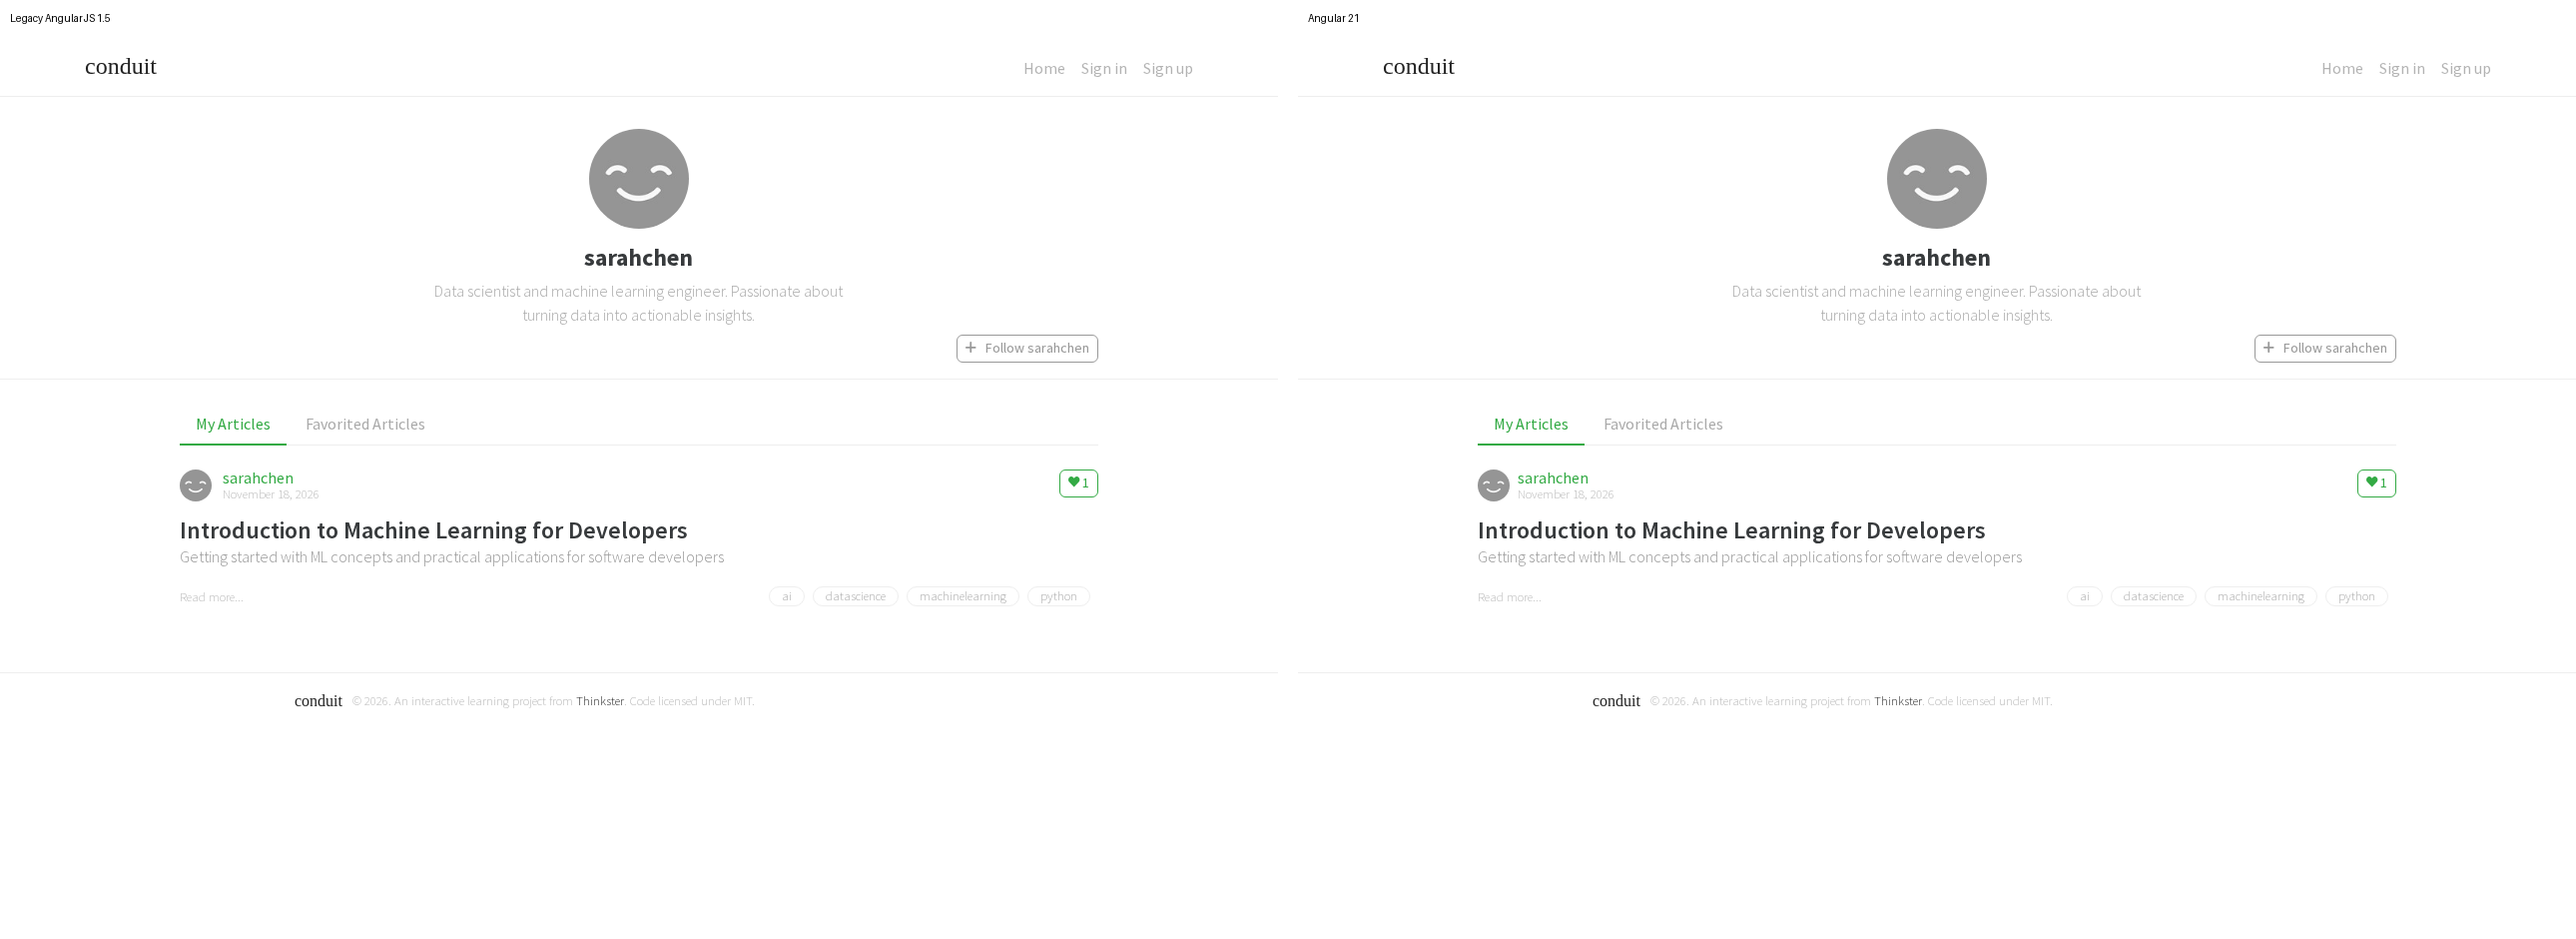 Legacy AngularJS 1.5
conduit
Home Sign in Sign up
sarahchen
Data scientist and machine learning engineer. Passionate about
turning data into actionable insights.
+ Follow sarahchen
My Articles Favorited Articles
sarahchen
November 18, 2026
1
Introduction to Machine Learning for Developers
Getting started with ML concepts and practical applications for software developers
Read more...
ai datascience machinelearning python
conduit © 2026. An interactive learning project from Thinkster. Code licensed under MIT.
Angular 21
conduit
Home Sign in Sign up
sarahchen
Data scientist and machine learning engineer. Passionate about
turning data into actionable insights.
+ Follow sarahchen
My Articles Favorited Articles
sarahchen
November 18, 2026
1
Introduction to Machine Learning for Developers
Getting started with ML concepts and practical applications for software developers
Read more...
ai datascience machinelearning python
conduit © 2026. An interactive learning project from Thinkster. Code licensed under MIT.